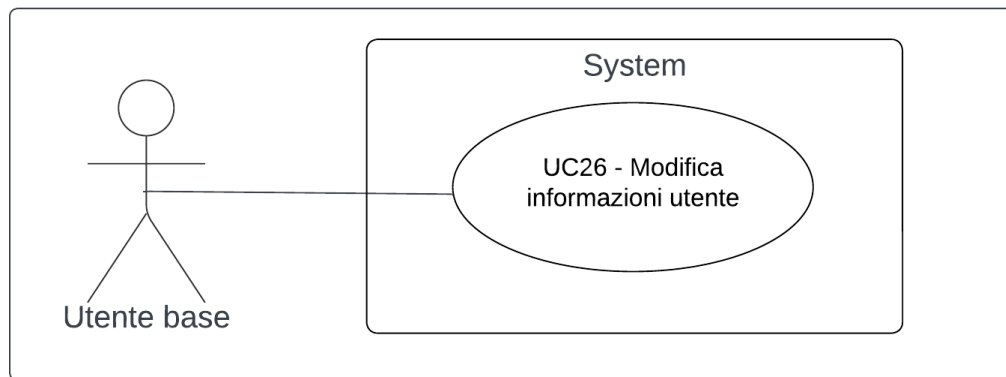 System
UC26 - Modifica
informazioni utente
Utente base